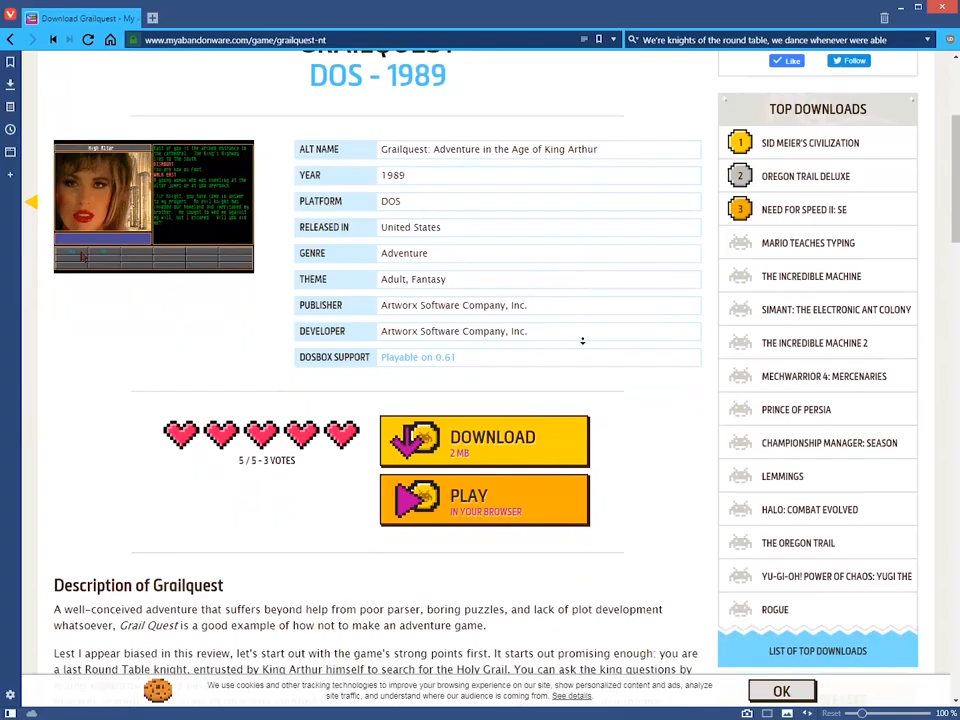 Download Grailquest - My
www.myabandonware.com/game/grailquest-nt
We're knights of the round table, we dance whenever were able
DOS - 1989
ALT NAME Grailquest: Adventure in the Age of King Arthur
YEAR 1989
PLATFORM DOS
RELEASED IN United States
GENRE Adventure
THEME Adult, Fantasy
PUBLISHER Artworx Software Company, Inc.
DEVELOPER Artworx Software Company, Inc.
DOSBOX SUPPORT Playable on 0.61
High Altar
5 / 5 - 3 VOTES
DOWNLOAD
2 MB
PLAY
IN YOUR BROWSER
Description of Grailquest
A well-conceived adventure that suffers beyond help from poor parser, boring puzzles, and lack of plot development
whatsoever, Grail Quest is a good example of how not to make an adventure game.
Lest I appear biased in this review, let's start out with the game's strong points first. It starts out promising enough: you are
a last Round Table knight, entrusted by King Arthur himself to search for the Holy Grail. You can ask the king questions by
Like
Follow
TOP DOWNLOADS
1 SID MEIER'S CIVILIZATION
2 OREGON TRAIL DELUXE
3 NEED FOR SPEED II: SE
MARIO TEACHES TYPING
THE INCREDIBLE MACHINE
SIMANT: THE ELECTRONIC ANT COLONY
THE INCREDIBLE MACHINE 2
MECHWARRIOR 4: MERCENARIES
PRINCE OF PERSIA
CHAMPIONSHIP MANAGER: SEASON
LEMMINGS
HALO: COMBAT EVOLVED
THE OREGON TRAIL
YU-GI-OH! POWER OF CHAOS: YUGI THE
ROGUE
LIST OF TOP DOWNLOADS
We use cookies and other tracking technologies to improve your browsing experience on our site, show personalized content and ads, analyze
site traffic, and understand where our audience is coming from. See details.
OK
Reset
100 %